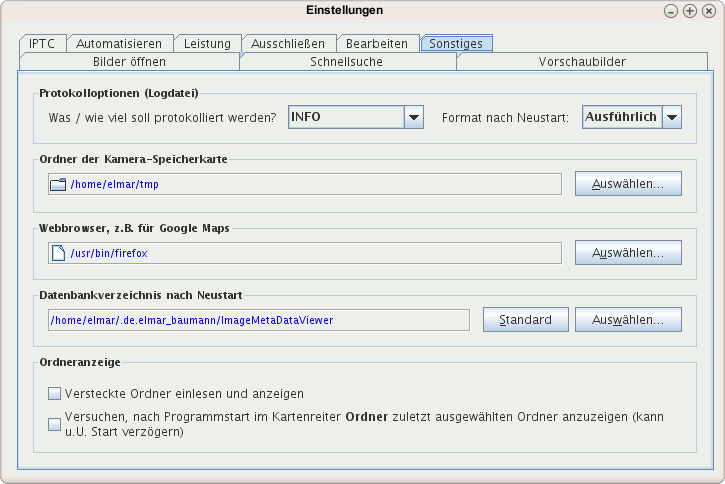 Einstellungen
IPTC Automatisieren Leistung Ausschließen Bearbeiten Sonstiges
Bilder öffnen Schnellsuche Vorschaubilder
Protokolloptionen (Logdatei)
Was / wie viel soll protokolliert werden? INFO Format nach Neustart: Ausführlich
Ordner der Kamera-Speicherkarte
/home/elmar/tmp Auswählen...
Webbrowser, z.B. für Google Maps
/usr/bin/firefox Auswählen...
Datenbankverzeichnis nach Neustart
/home/elmar/.de.elmar_baumann/ImageMetaDataViewer Standard Auswählen...
Ordneranzeige
Versteckte Ordner einlesen und anzeigen
Versuchen, nach Programmstart im Kartenreiter Ordner zuletzt ausgewählten Ordner anzuzeigen (kann
u.U. Start verzögern)